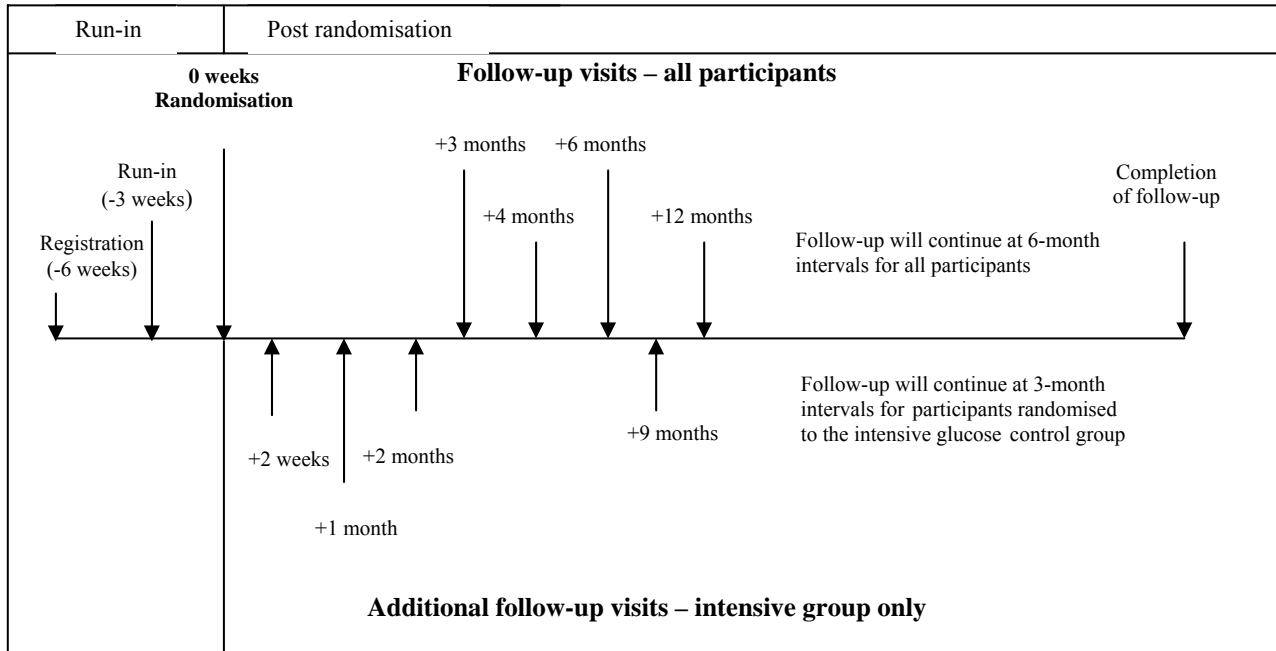 Run-in
Post randomisation
0 weeks
Randomisation
Follow-up visits – all participants
+3 months
+6 months
Run-in
(-3 weeks)
Completion
of follow-up
+4 months
+12 months
Registration
(-6 weeks)
Follow-up will continue at 6-month
intervals for all participants
Follow-up will continue at 3-month
intervals for participants randomised
to the intensive glucose control group
+9 months
+2 weeks
+2 months
+1 month
Additional follow-up visits – intensive group only